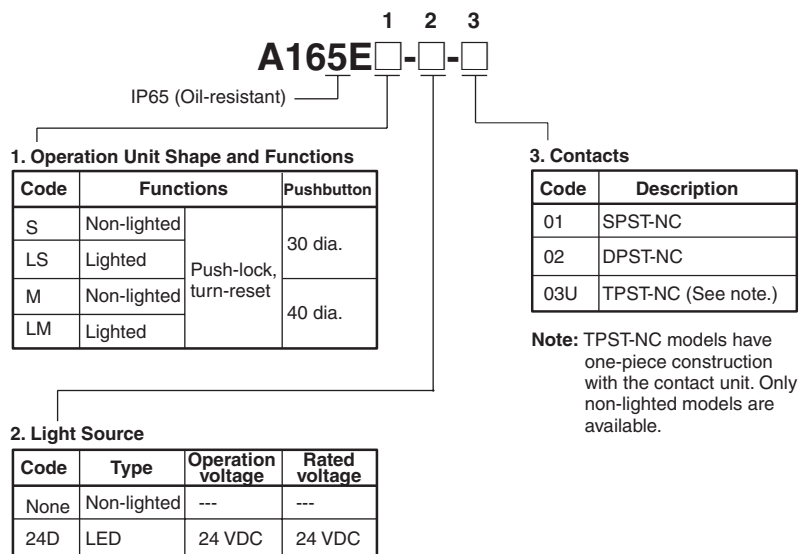 1 2 3
A165E□-□-□
IP65 (Oil-resistant)
1. Operation Unit Shape and Functions
Code Functions Pushbutton
S Non-lighted Push-lock, turn-reset 30 dia.
LS Lighted
M Non-lighted 40 dia.
LM Lighted
3. Contacts
Code Description
01 SPST-NC
02 DPST-NC
03U TPST-NC (See note.)
Note: TPST-NC models have
one-piece construction
with the contact unit. Only
non-lighted models are
available.
2. Light Source
Code Type Operation voltage Rated voltage
None Non-lighted --- ---
24D LED 24 VDC 24 VDC